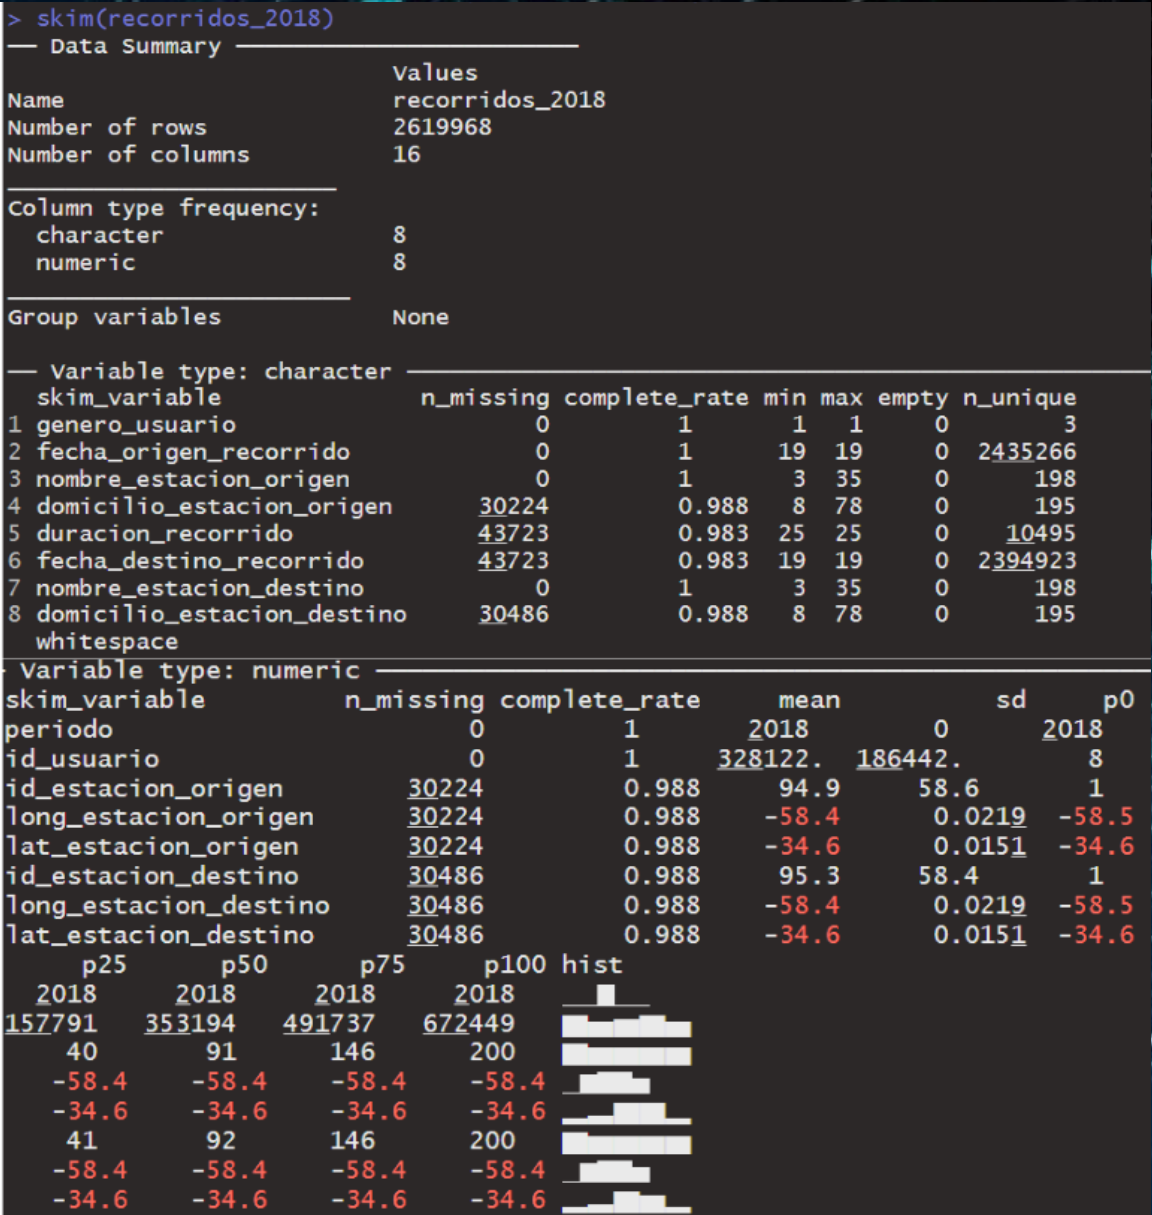 > skim(recorridos_2018)
── Data Summary ────────────────────────
Values
Name recorridos_2018
Number of rows 2619968
Number of columns 16
_______________________
Column type frequency:
character 8
numeric 8
________________________
Group variables None
── Variable type: character ────────────────────────
skim_variable n_missing complete_rate min max empty n_unique
1 genero_usuario 0 1 1 1 0 3
2 fecha_origen_recorrido 0 1 19 19 0 2435266
3 nombre_estacion_origen 0 1 3 35 0 198
4 domicilio_estacion_origen 30224 0.988 8 78 0 195
5 duracion_recorrido 43723 0.983 25 25 0 10495
6 fecha_destino_recorrido 43723 0.983 19 19 0 2394923
7 nombre_estacion_destino 0 1 3 35 0 198
8 domicilio_estacion_destino 30486 0.988 8 78 0 195
whitespace
Variable type: numeric ────────────────────────
skim_variable n_missing complete_rate mean sd p0
periodo 0 1 2018 0 2018
id_usuario 0 1 328122. 186442. 8
id_estacion_origen 30224 0.988 94.9 58.6 1
long_estacion_origen 30224 0.988 -58.4 0.0219 -58.5
lat_estacion_origen 30224 0.988 -34.6 0.0151 -34.6
id_estacion_destino 30486 0.988 95.3 58.4 1
long_estacion_destino 30486 0.988 -58.4 0.0219 -58.5
lat_estacion_destino 30486 0.988 -34.6 0.0151 -34.6
p25 p50 p75 p100 hist
2018 2018 2018 2018
157791 353194 491737 672449
40 91 146 200
-58.4 -58.4 -58.4 -58.4
-34.6 -34.6 -34.6 -34.6
41 92 146 200
-58.4 -58.4 -58.4 -58.4
-34.6 -34.6 -34.6 -34.6